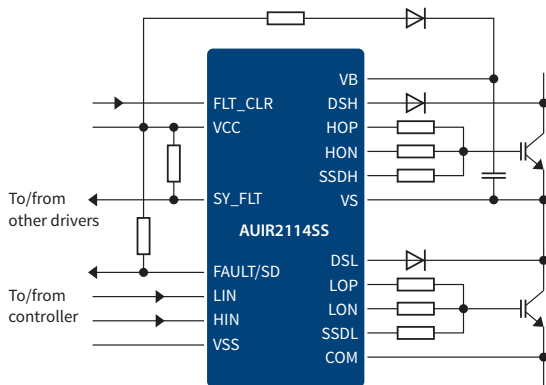 VB
FLT_CLR
DSH
VCC
HOP
HON
SSDH
To/from
other drivers
SY_FLT
VS
AUIR2114SS
DSL
FAULT/SD
LOP
To/from
controller
LIN
LON
HIN
SSDL
VSS
COM